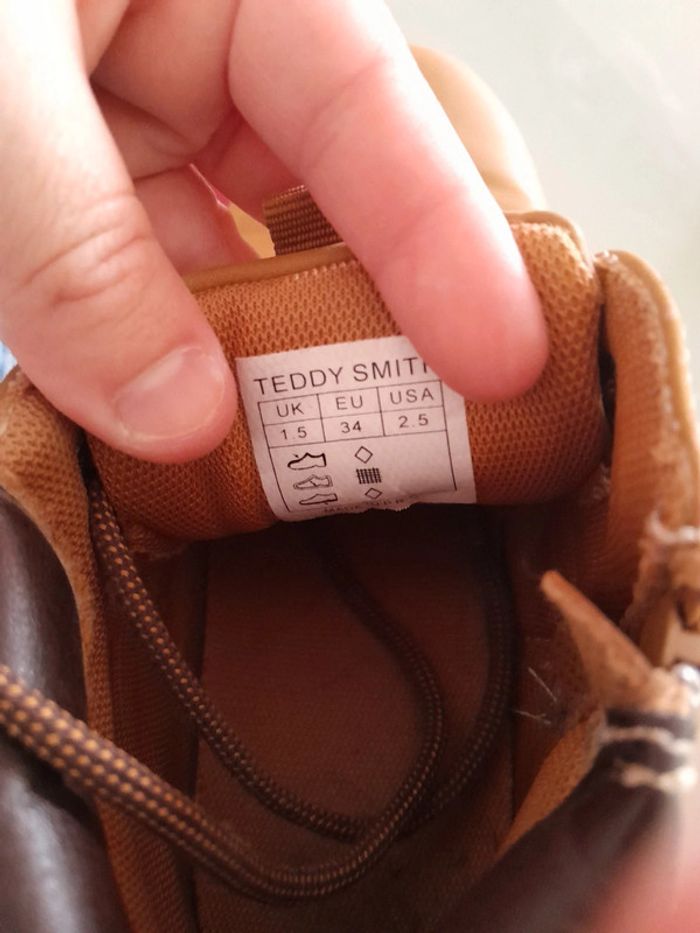 TEDDY SMITH
UK EU USA
1.5 34 2.5